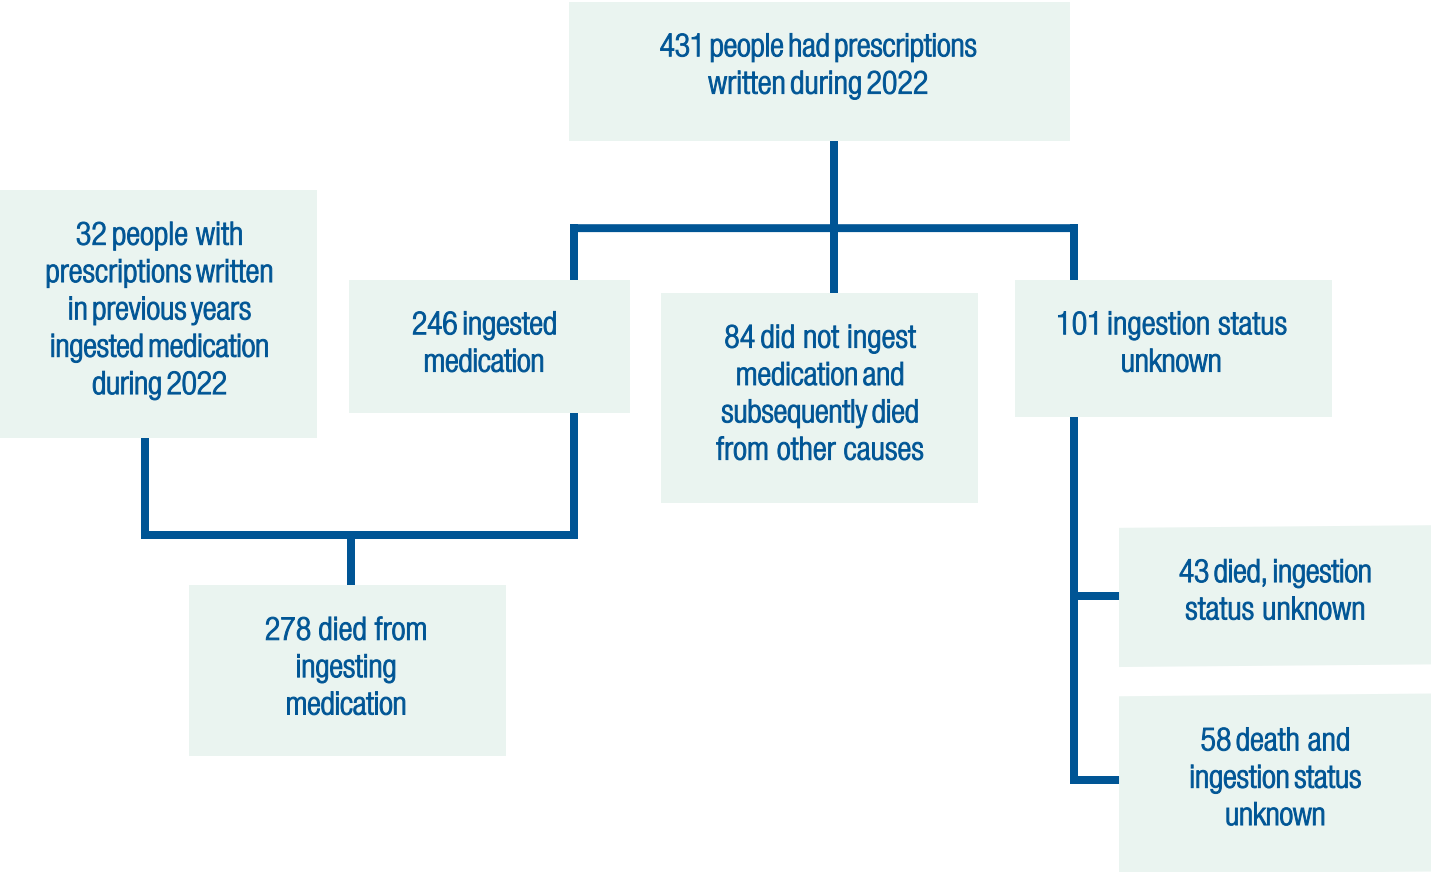 431 people had prescriptions
written during 2022
32 people with
prescriptions written
in previous years
ingested medication
during 2022
246 ingested
medication
84 did not ingest
medication and
subsequently died
from other causes
101 ingestion status
unknown
278 died from
ingesting
medication
43 died, ingestion
status unknown
58 death and
ingestion status
unknown